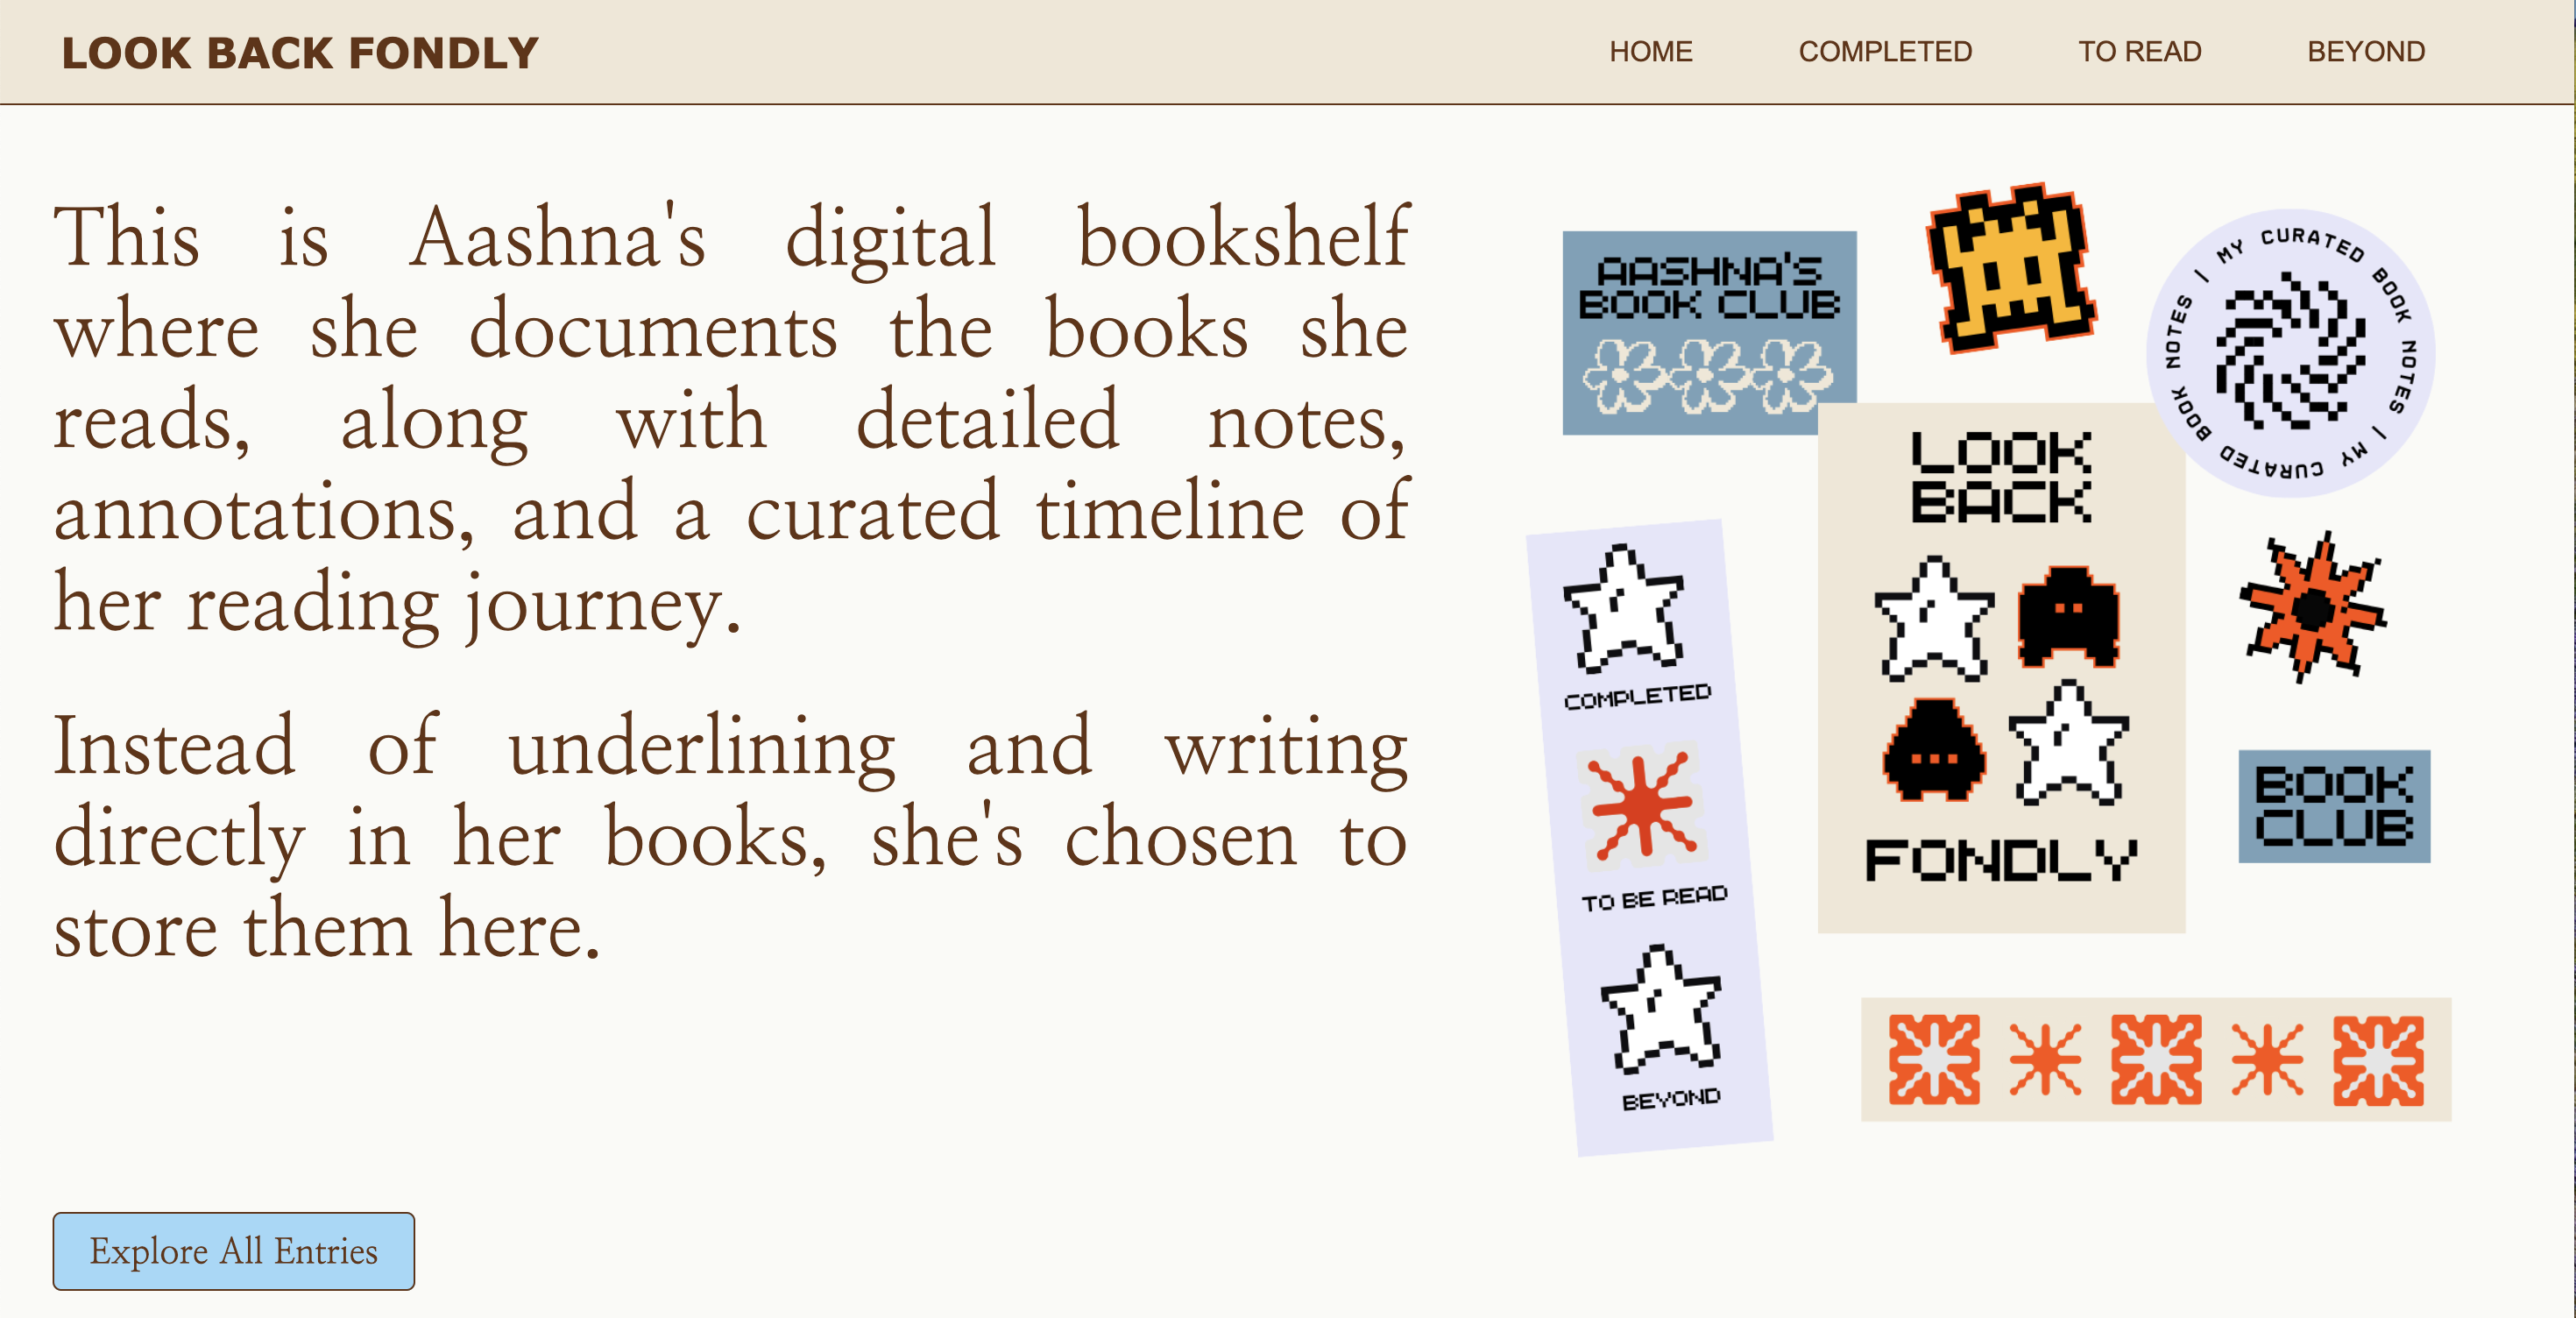 LOOK BACK FONDLY
HOME COMPLETED TO READ BEYOND
This is Aashna's digital bookshelf
where she documents the books she
reads, along with detailed notes,
annotations, and a curated timeline of
her reading journey.
Instead of underlining and writing
directly in her books, she's chosen to
store them here.
Explore All Entries
AASHNA'S
BOOK CLUB
MY CURATED BOOK NOTES | MY CURATED BOOK NOTES |
LOOK
BACK
FONDLY
COMPLETED
TO BE READ
BEYOND
BOOK
CLUB